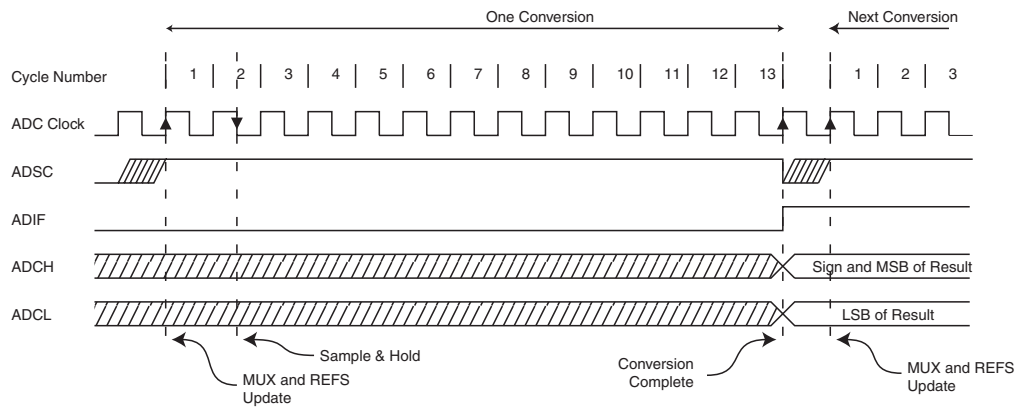 One Conversion
Next Conversion
Cycle Number 1 2 3 4 5 6 7 8 9 10 11 12 13 1 2 3
ADC Clock
ADSC
ADIF
ADCH Sign and MSB of Result
ADCL LSB of Result
MUX and REFS
Update
Sample & Hold
Conversion
Complete
MUX and REFS
Update